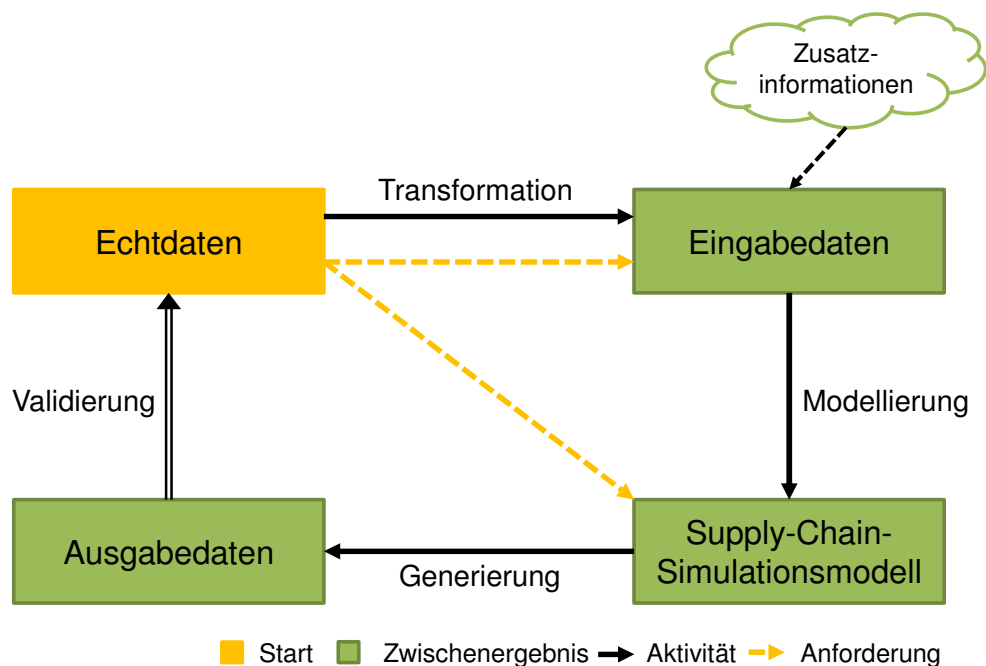 Zusatz-
informationen
Transformation
Echtdaten
Eingabedaten
Validierung
Modellierung
Ausgabedaten
Generierung
Supply-Chain-
Simulationsmodell
Start
Zwischenergebnis
Aktivität
Anforderung